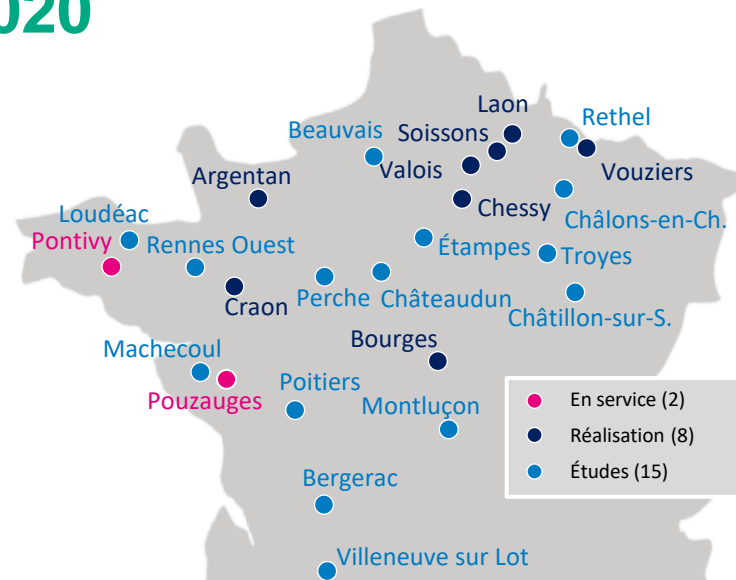 020
Laon
Rethel
Beauvais
Soissons
Valois
Vouziers
Argentan
Chessy
Châlons-en-Ch.
Loudéac
Pontivy
Rennes Ouest
Étampes
Troyes
Craon
Perche
Châteaudun
Châtillon-sur-S.
Bourges
Machecoul
Pouzauges
Poitiers
Montluçon
En service (2)
Réalisation (8)
Études (15)
Bergerac
Villeneuve sur Lot